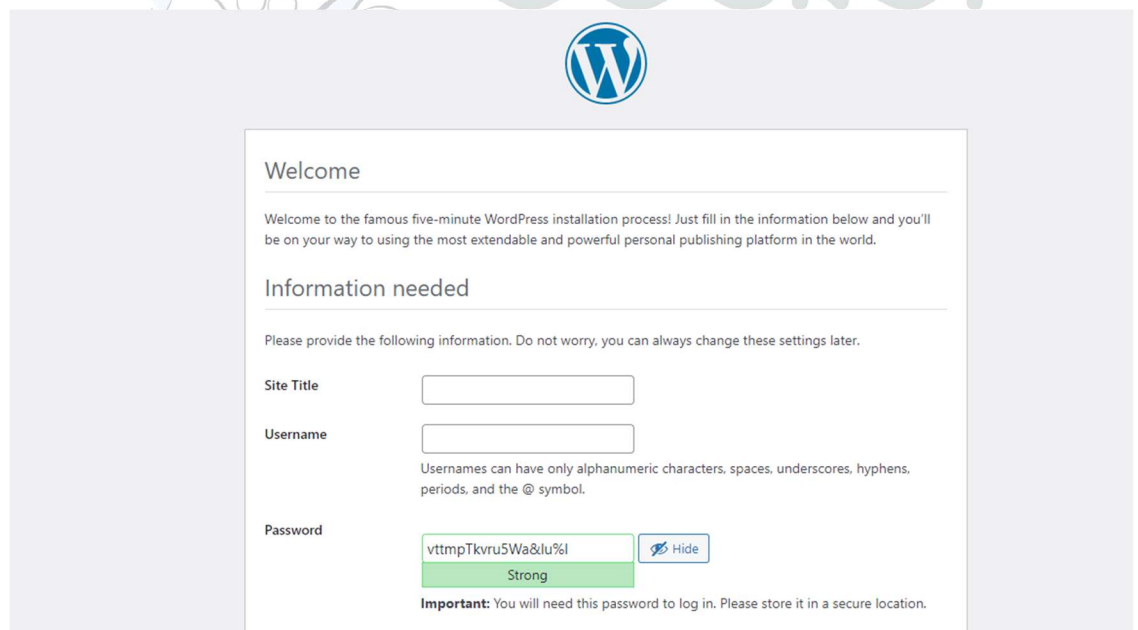 Welcome
Welcome to the famous five-minute WordPress installation process! Just fill in the information below and you'll
be on your way to using the most extendable and powerful personal publishing platform in the world.
Information needed
Please provide the following information. Do not worry, you can always change these settings later.
Site Title
Username
Usernames can have only alphanumeric characters, spaces, underscores, hyphens,
periods, and the @ symbol.
Password
vttmpTkvru5Wa&Iu%I Hide
Strong
Important: You will need this password to log in. Please store it in a secure location.